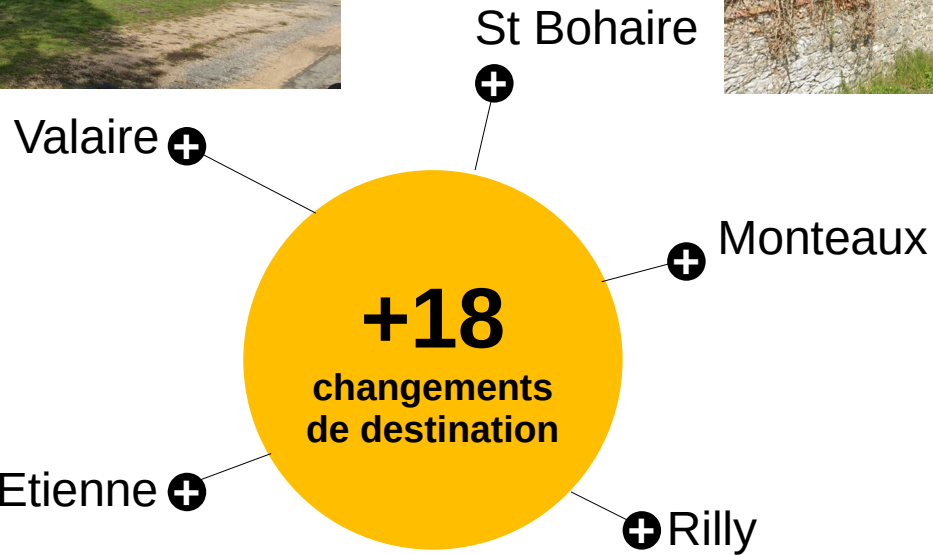 St Bohaire
Valaire
Monteaux
+18
changements
de destination
Etienne
Rilly